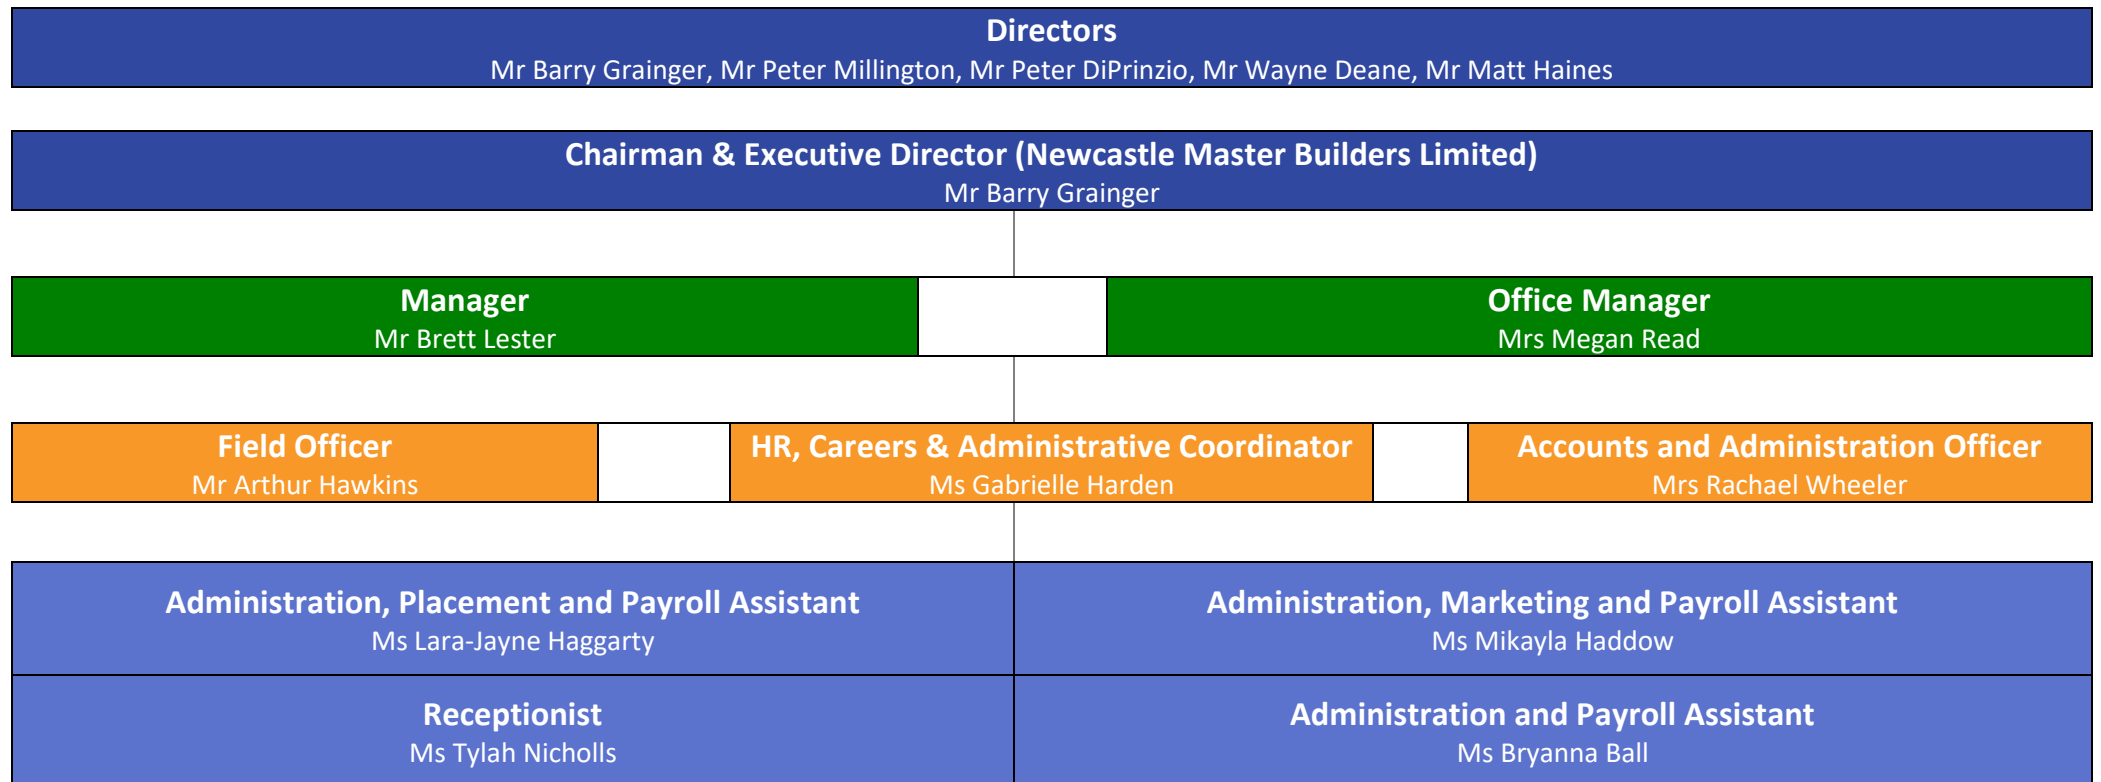 Directors
Mr Barry Grainger, Mr Peter Millington, Mr Peter DiPrinzio, Mr Wayne Deane, Mr Matt Haines
Chairman & Executive Director (Newcastle Master Builders Limited)
Mr Barry Grainger
Manager
Mr Brett Lester
Office Manager
Mrs Megan Read
Field Officer
Mr Arthur Hawkins
HR, Careers & Administrative Coordinator
Ms Gabrielle Harden
Accounts and Administration Officer
Mrs Rachael Wheeler
Administration, Placement and Payroll Assistant
Ms Lara-Jayne Haggarty
Administration, Marketing and Payroll Assistant
Ms Mikayla Haddow
Receptionist
Ms Tylah Nicholls
Administration and Payroll Assistant
Ms Bryanna Ball